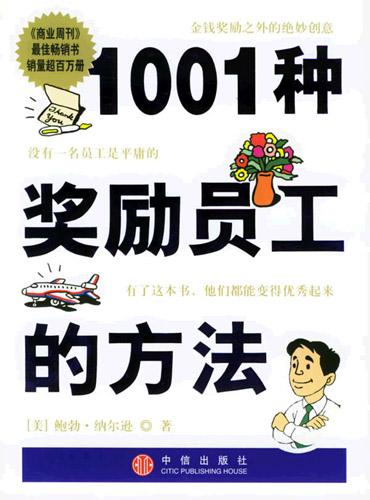 《商业周刊》
最佳畅销书
销量超百万册
金钱奖励之外的绝妙创意
1001种
Thank
You
没有一名员工是平庸的
奖励员工
有了这本书、他们都能变得优秀起来
的方法
[美] 鲍勃·纳尔逊 ◎ 著
中信出版社
CITIC PUBLISHING HOUSE